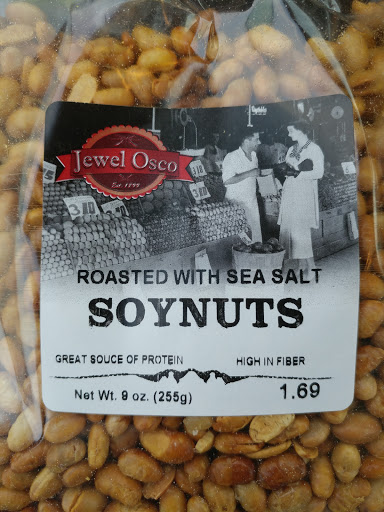 Jewel Osco
Est. 1899
ROASTED WITH SEA SALT
SOYNUTS
GREAT SOUCE OF PROTEIN HIGH IN FIBER
Net Wt. 9 oz. (255g) 1.69